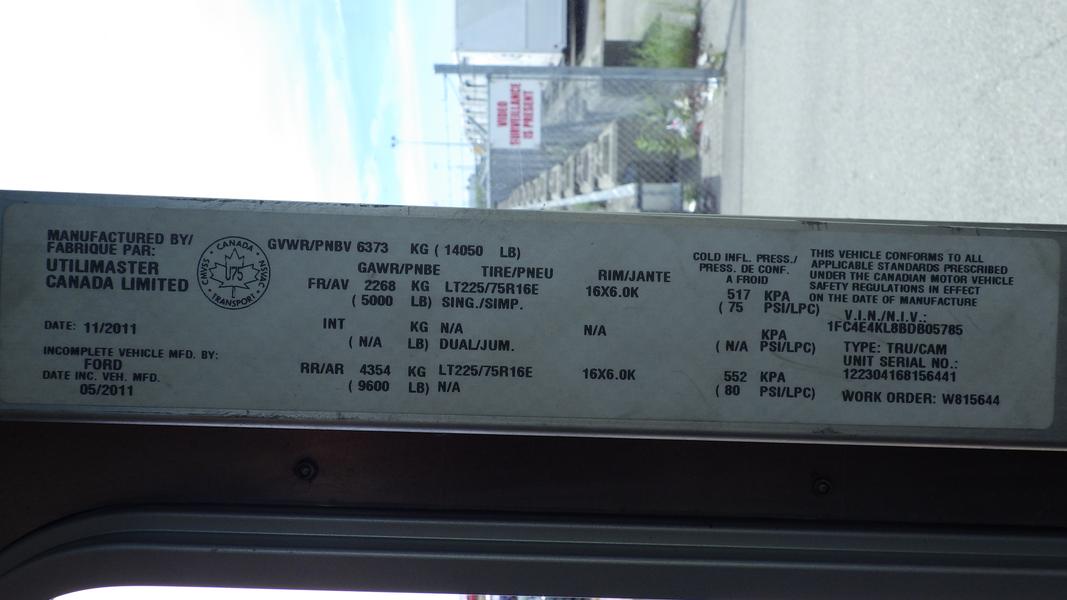 VIDEO
SURVEILLANCE
IS PRESENT
MANUFACTURED BY/
FABRIQUE PAR:
UTILIMASTER
CANADA LIMITED
DATE: 11/2011
INCOMPLETE VEHICLE MFD. BY:
FORD
DATE INC. VEH. MFD.
05/2011
CANADA
U75
TRANSPORT
GVWR/PNBV 6373 KG ( 14050 LB)
GAWR/PNBE TIRE/PNEU RIM/JANTE
FR/AV 2268 KG LT225/75R16E 16X6.0K
( 5000 LB) SING./SIMP.
INT KG N/A N/A
( N/A LB) DUAL/JUM.
RR/AR 4354 KG LT225/75R16E 16X6.0K
( 9600 LB) N/A
COLD INFL. PRESS./
PRESS. DE CONF.
A FROID
517 KPA
( 75 PSI/LPC)
KPA
( N/A PSI/LPC)
552 KPA
( 80 PSI/LPC)
THIS VEHICLE CONFORMS TO ALL
APPLICABLE STANDARDS PRESCRIBED
UNDER THE CANADIAN MOTOR VEHICLE
SAFETY REGULATIONS IN EFFECT
ON THE DATE OF MANUFACTURE
V.I.N./N.I.V.:
1FC4E4KL8BDB05785
TYPE: TRU/CAM
UNIT SERIAL NO.:
122304168156441
WORK ORDER: W815644